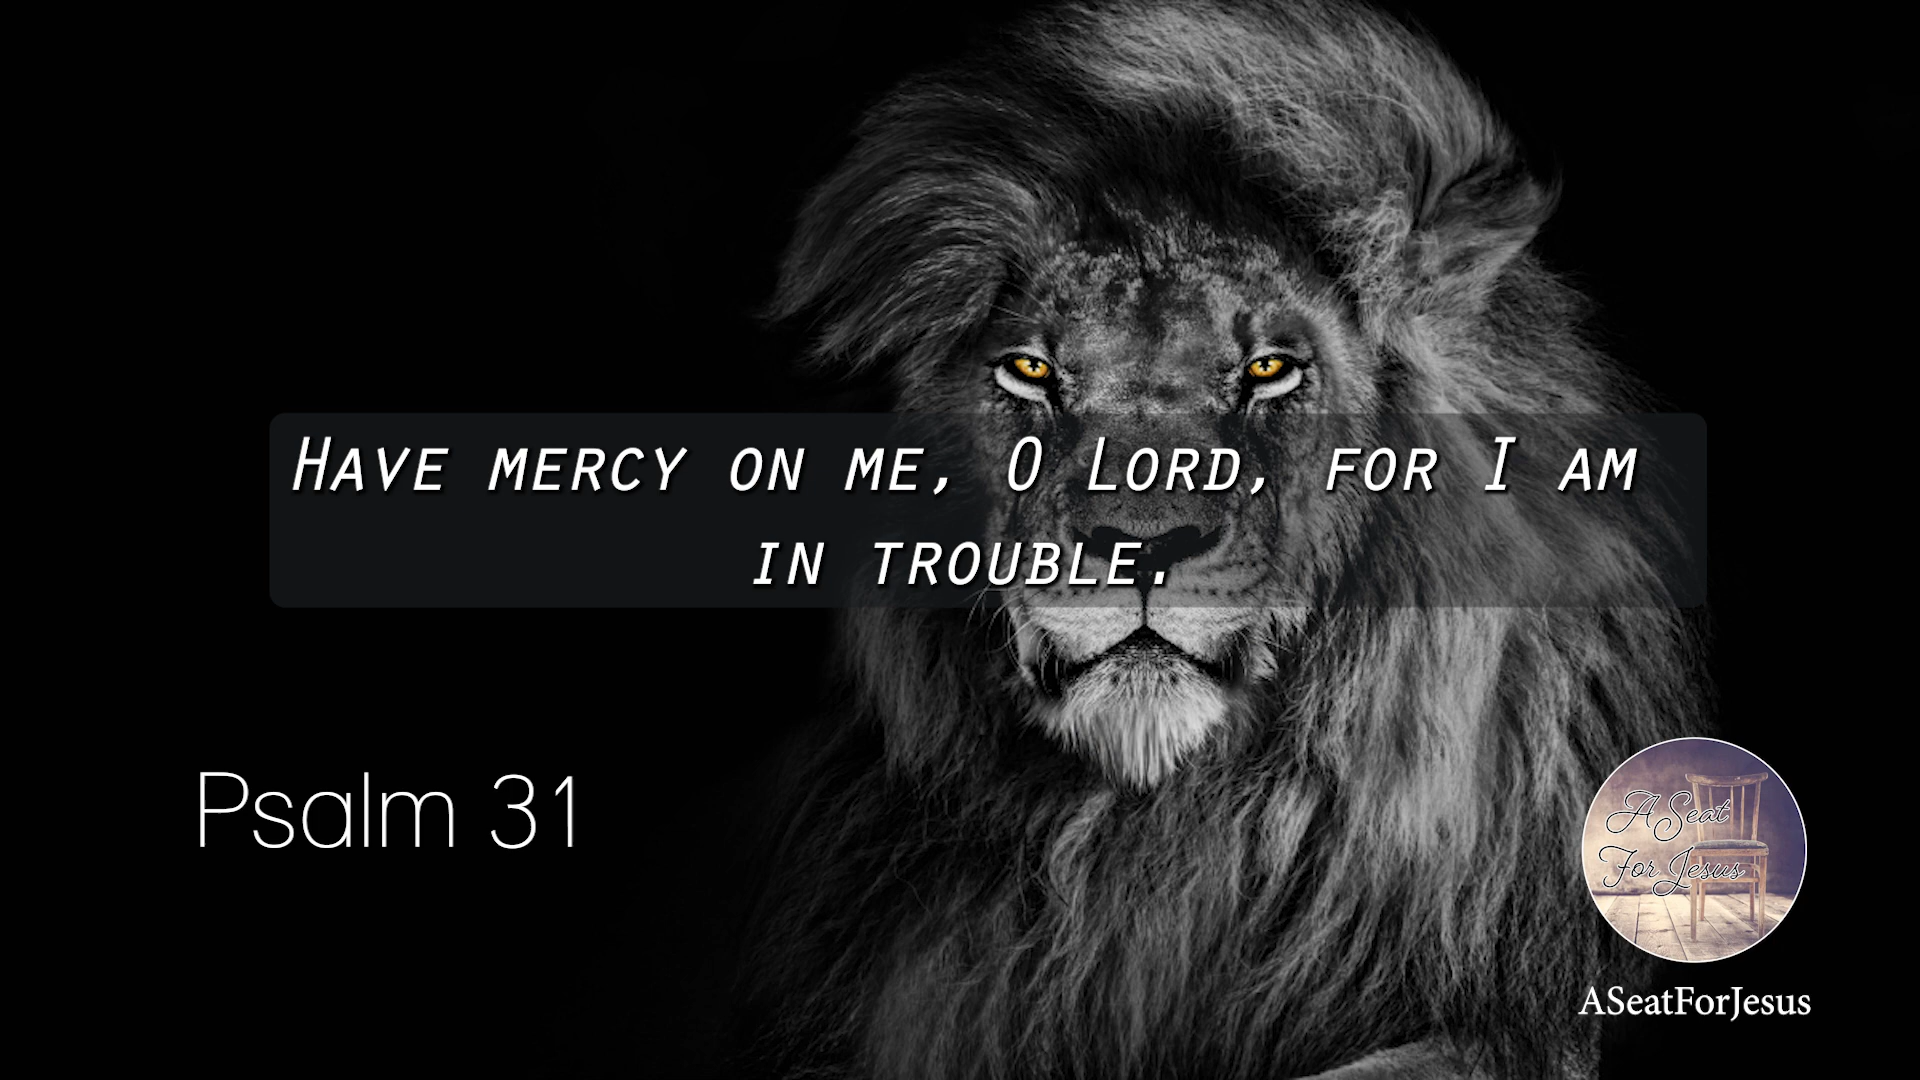 Have mercy on me, O Lord, for I am
in trouble.
Psalm 31
A Seat
For Jesus
ASeatForJesus